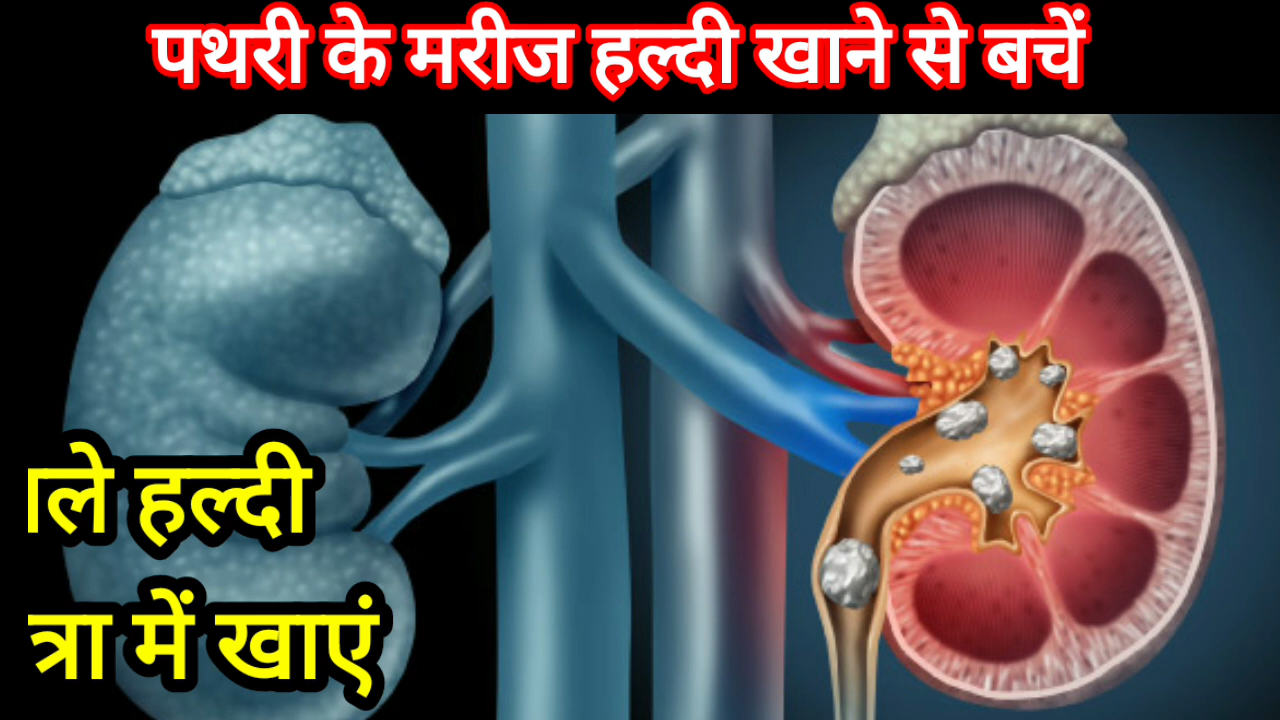 पथरी के मरीज हल्दी खाने से बचें
हल्दी
में खाएं